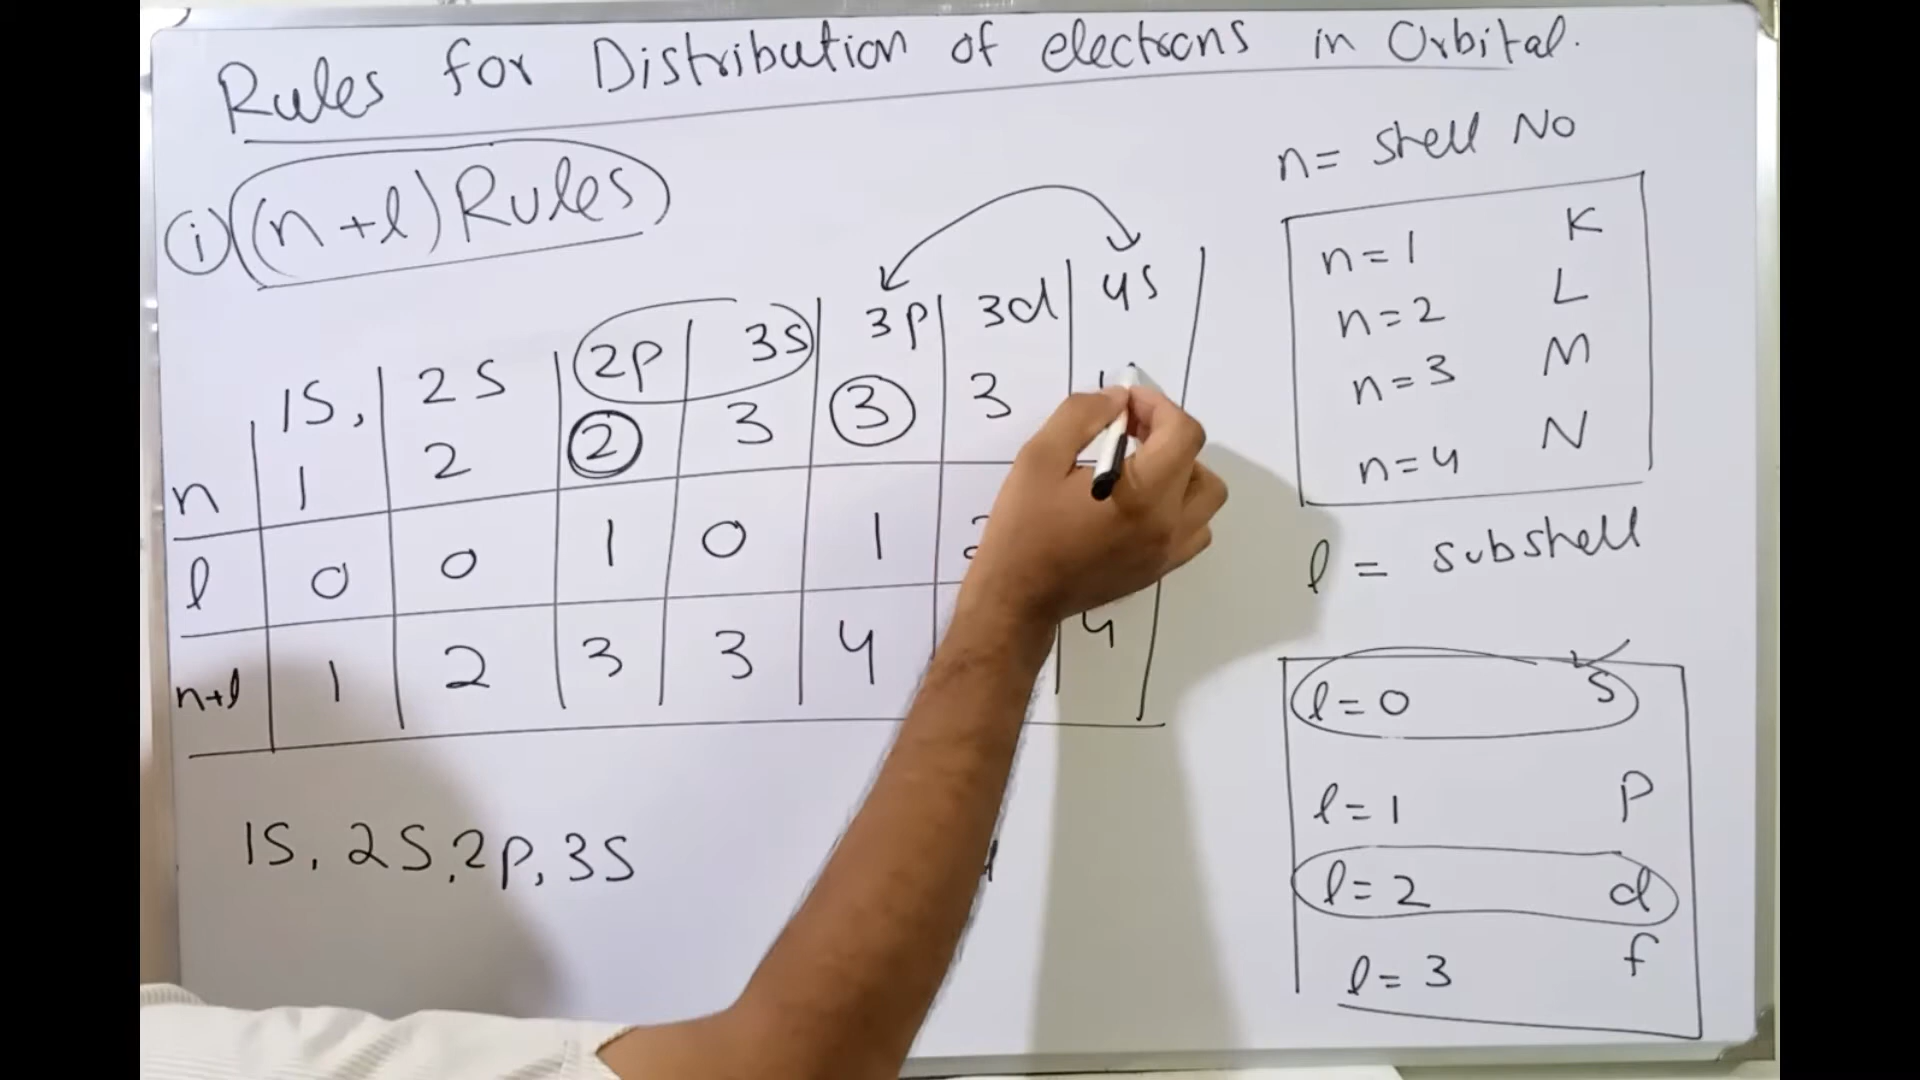 Rules for Distribution of electrons in Orbital.
i (n+l) Rules
1S, 2S 2p 3S 3p 3d 4s
n 1 2 2 3 3 3
l 0 0 1 0 1
n+l 1 2 3 3 4 4
1S, 2S, 2p, 3S
n = shell No
n=1 K
n=2 L
n=3 M
n=4 N
l = subshell
l=0 s
l=1 p
l=2 d
l=3 f